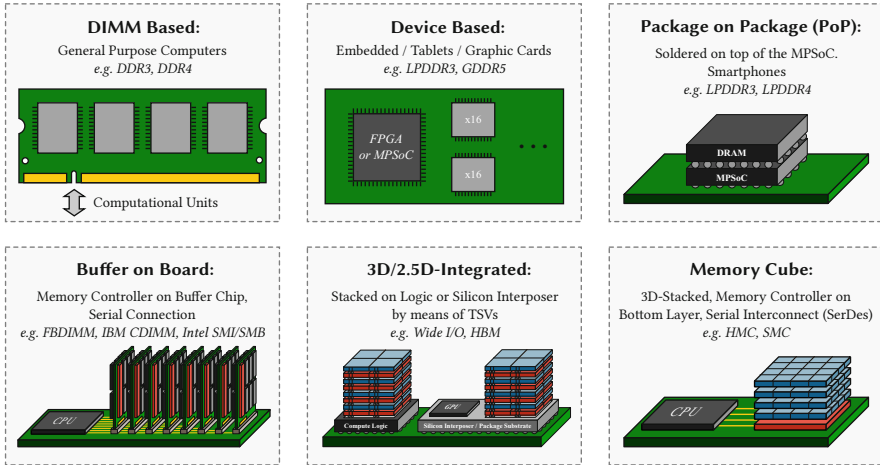 DIMM Based:
General Purpose Computers
e.g. DDR3, DDR4
Computational Units
Device Based:
Embedded / Tablets / Graphic Cards
e.g. LPDDR3, GDDR5
FPGA
or MPSoC
x16
x16
Package on Package (PoP):
Soldered on top of the MPSoC.
Smartphones
e.g. LPDDR3, LPDDR4
DRAM
MPSoC
Buffer on Board:
Memory Controller on Buffer Chip,
Serial Connection
e.g. FBDIMM, IBM CDIMM, Intel SMI/SMB
CPU
3D/2.5D-Integrated:
Stacked on Logic or Silicon Interposer
by means of TSVs
e.g. Wide I/O, HBM
GPU
Compute Logic
Silicon Interposer / Package Substrate
Memory Cube:
3D-Stacked, Memory Controller on
Bottom Layer, Serial Interconnect (SerDes)
e.g. HMC, SMC
CPU